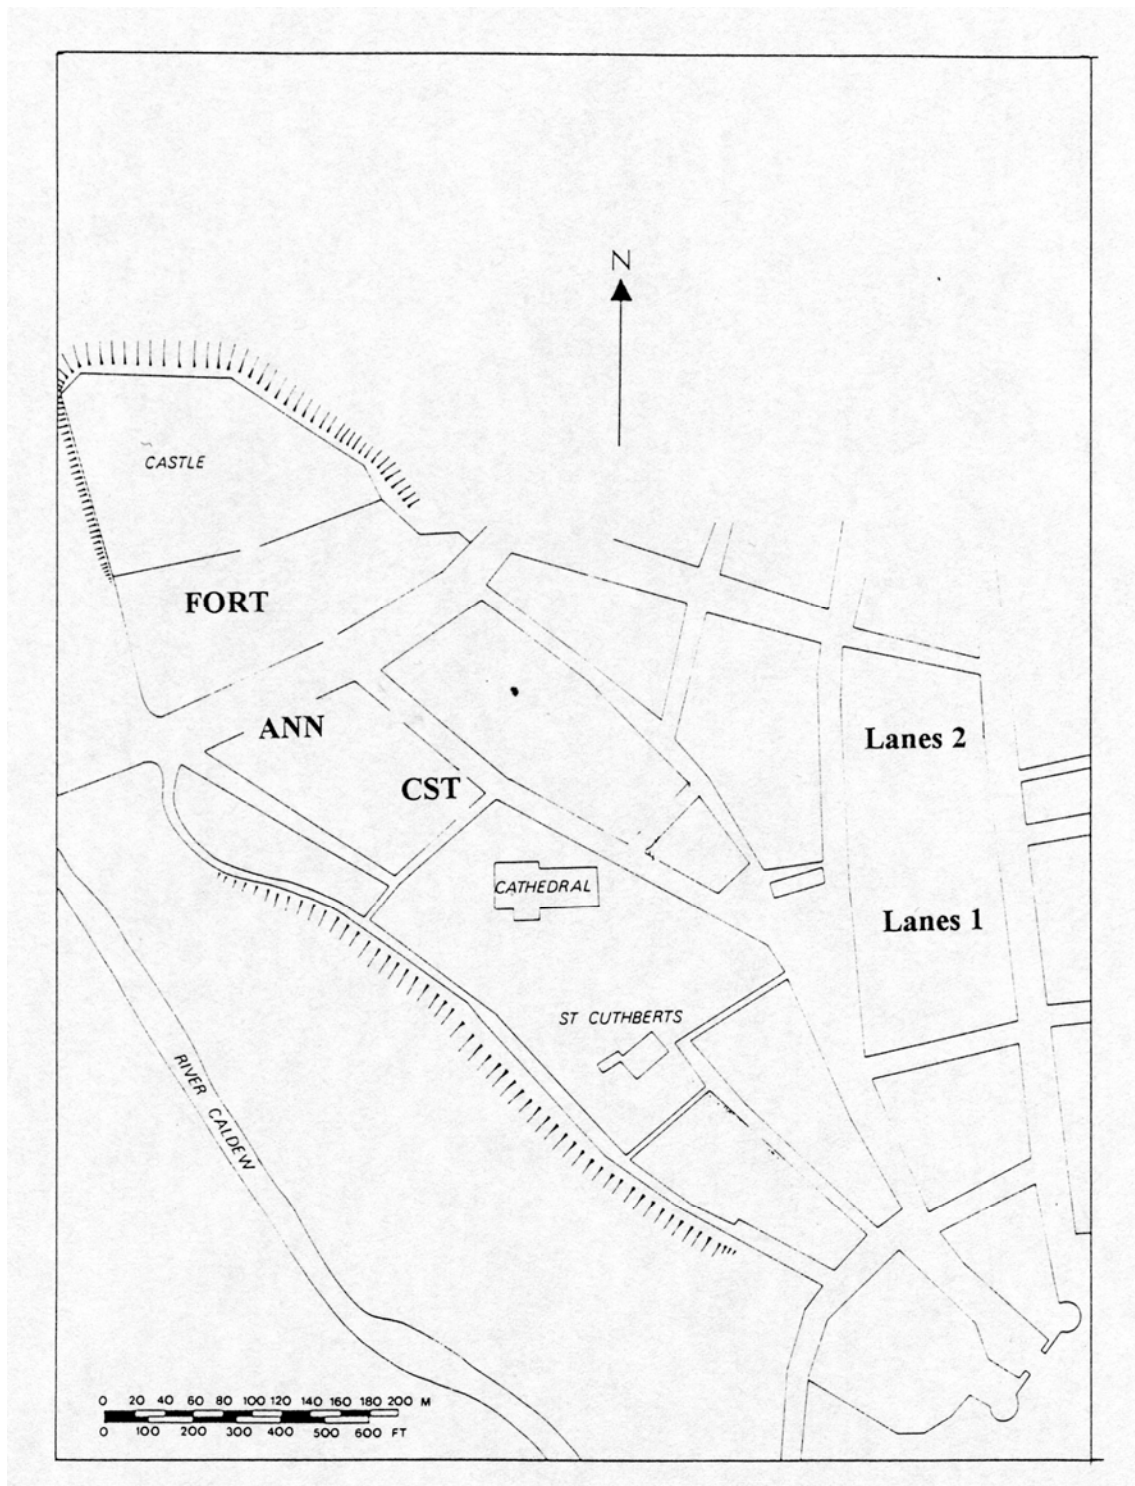 N
CASTLE
FORT
ANN
Lanes 2
CST
CATHEDRAL
Lanes 1
ST CUTHBERTS
RIVER CALDEW
0 20 40 60 80 100 120 140 160 180 200 M
0 100 200 300 400 500 600 FT